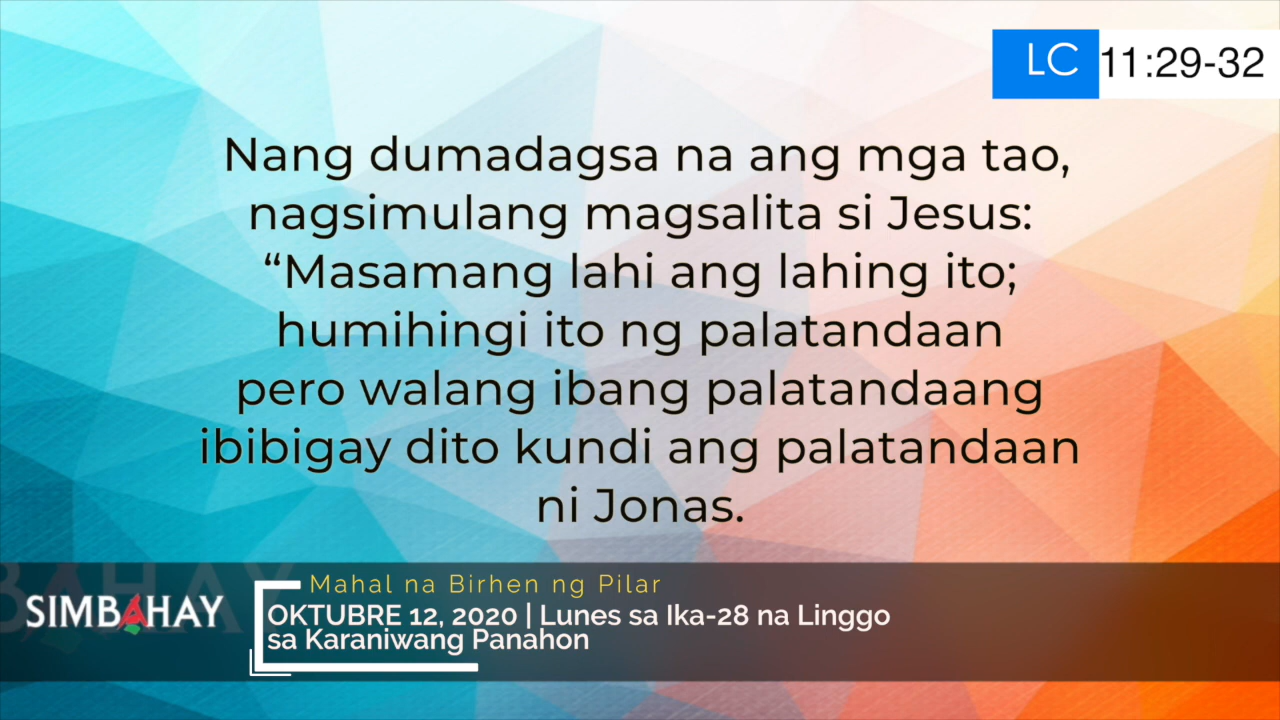 LC 11:29-32
Nang dumadagsa na ang mga tao,
nagsimulang magsalita si Jesus:
“Masamang lahi ang lahing ito;
humihingi ito ng palatandaan
pero walang ibang palatandaang
ibibigay dito kundi ang palatandaan
ni Jonas.
Mahal na Birhen ng Pilar
SIMBAHAY
OKTUBRE 12, 2020 | Lunes sa Ika-28 na Linggo
sa Karaniwang Panahon